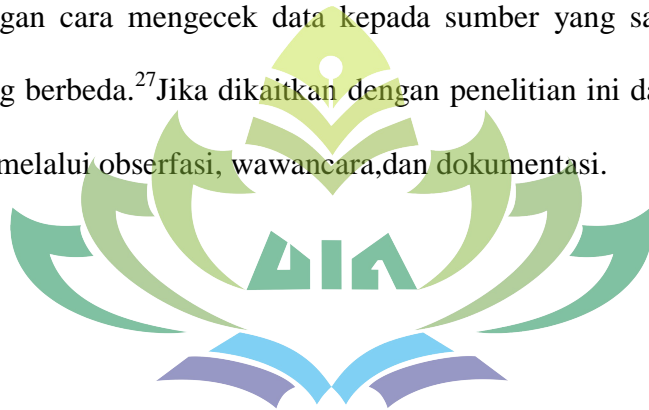 gan cara mengecek data kepada sumber yang sa
g berbeda.²⁷Jika dikaitkan dengan penelitian ini da
melalui obserfasi, wawancara,dan dokumentasi.
UIN